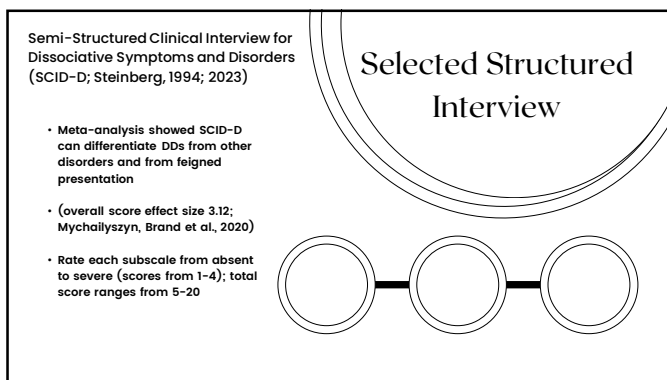 Semi-Structured Clinical Interview for
Dissociative Symptoms and Disorders
(SCID-D; Steinberg, 1994; 2023)
Selected Structured
Interview
• Meta-analysis showed SCID-D
can differentiate DDs from other
disorders and from feigned
presentation
• (overall score effect size 3.12;
Mychailyszn, Brand et al., 2020)
• Rate each subscale from absent
to severe (scores from 1-4); total
score ranges from 5-20